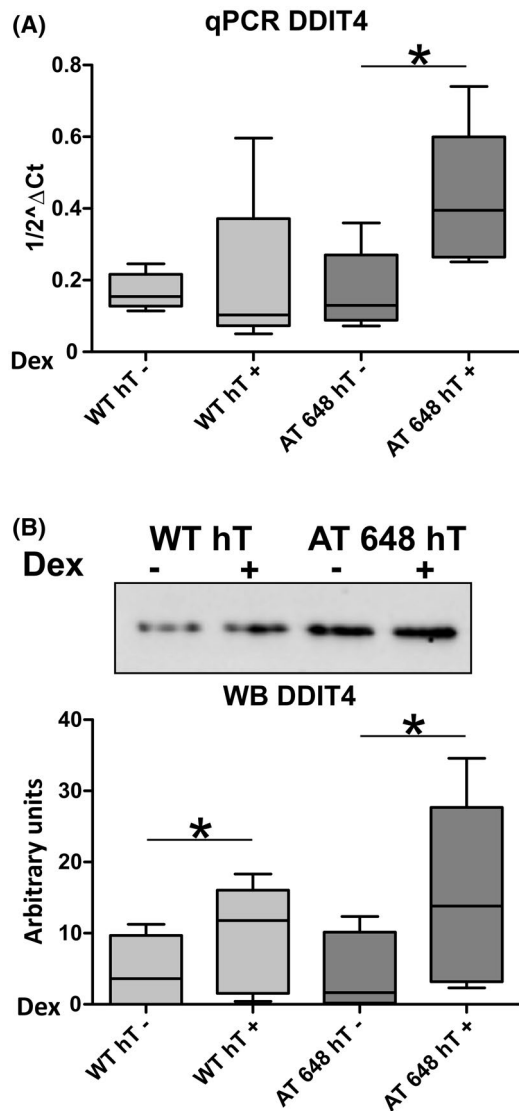 (A)
qPCR DDIT4
*
0.8
0.6
0.4
0.2
0
1/2^ΔCt
Dex
WT hT -
WT hT +
AT 648 hT -
AT 648 hT +
(B)
WT hT AT 648 hT
Dex - + - +
WB DDIT4
*
*
40
30
20
10
0
Arbitrary units
Dex
WT hT -
WT hT +
AT 648 hT -
AT 648 hT +